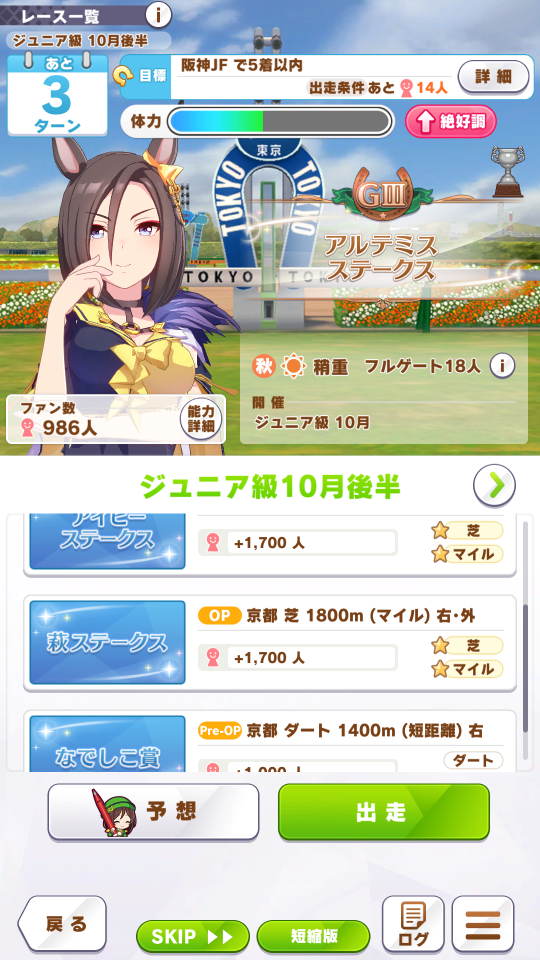 レース一覧
i
ジュニア級 10月後半
あと
3
ターン
目標
阪神JF で5着以内
出走条件 あと 14人
詳細
体力
絶好調
東京
TOKYO
TOKYO
TOKYO
GIII
アルテミス
ステークス
秋 稍重 フルゲート18人 i
開催
ジュニア級 10月
ファン数
986人
能力
詳細
ジュニア級10月後半
アイビー
ステークス
+1,700 人
芝
マイル
萩ステークス
OP 京都 芝 1800m (マイル) 右・外
+1,700 人
芝
マイル
なでしこ賞
Pre-OP 京都 ダート 1400m (短距離) 右
ダート
予想
出走
戻る
SKIP
短縮版
ログ